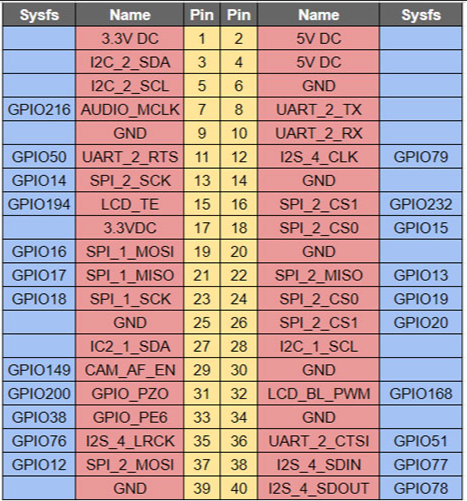 Sysfs Name Pin Pin Name Sysfs
3.3V DC 1 2 5V DC
I2C_2_SDA 3 4 5V DC
I2C_2_SCL 5 6 GND
GPIO216 AUDIO_MCLK 7 8 UART_2_TX
GND 9 10 UART_2_RX
GPIO50 UART_2_RTS 11 12 I2S_4_CLK GPIO79
GPIO14 SPI_2_SCK 13 14 GND
GPIO194 LCD_TE 15 16 SPI_2_CS1 GPIO232
3.3VDC 17 18 SPI_2_CS0 GPIO15
GPIO16 SPI_1_MOSI 19 20 GND
GPIO17 SPI_1_MISO 21 22 SPI_2_MISO GPIO13
GPIO18 SPI_1_SCK 23 24 SPI_2_CS0 GPIO19
GND 25 26 SPI_2_CS1 GPIO20
IC2_1_SDA 27 28 I2C_1_SCL
GPIO149 CAM_AF_EN 29 30 GND
GPIO200 GPIO_PZO 31 32 LCD_BL_PWM GPIO168
GPIO38 GPIO_PE6 33 34 GND
GPIO76 I2S_4_LRCK 35 36 UART_2_CTSI GPIO51
GPIO12 SPI_2_MOSI 37 38 I2S_4_SDIN GPIO77
GND 39 40 I2S_4_SDOUT GPIO78